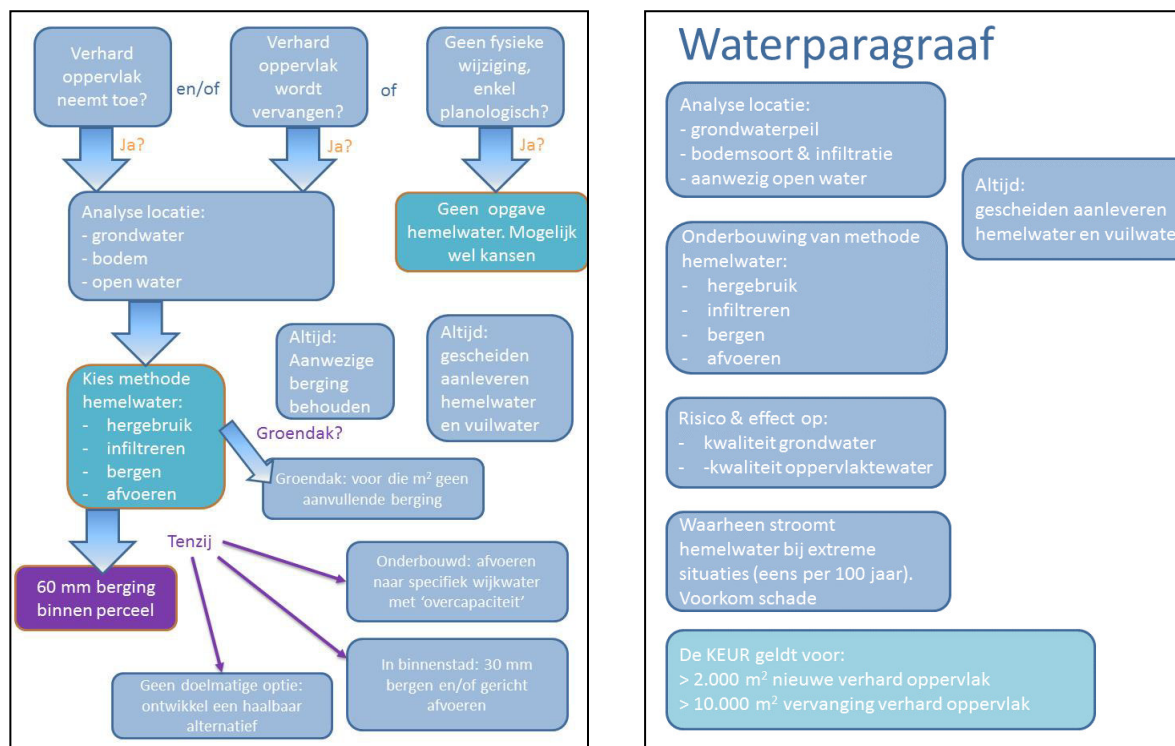 Verhard
oppervlak
neemt toe?
en/of
Verhard
oppervlak
wordt
vervangen?
of
Geen fysieke
wijziging,
enkel
planologisch?
Ja?
Ja?
Ja?
Analyse locatie:
- grondwater
- bodem
- open water
Geen opgave
hemelwater. Mogelijk
wel kansen
Altijd:
Aanwezige
berging
behouden
Altijd:
gescheiden
aanleveren
hemelwater
en vuilwater
Kies methode
hemelwater:
- hergebruik
- infiltreren
- bergen
- afvoeren
Groendak?
Groendak: voor die m² geen
aanvullende berging
Tenzij
60 mm berging
binnen perceel
Onderbouwd: afvoeren
naar specifiek wijkwater
met ‘overcapaciteit’
In binnenstad: 30 mm
bergen en/of gericht
afvoeren
Geen doelmatige optie:
ontwikkel een haalbaar
alternatief
Waterparagraaf
Analyse locatie:
- grondwaterpeil
- bodemsoort & infiltratie
- aanwezig open water
Altijd:
gescheiden aanleveren
hemelwater en vuilwate
Onderbouwing van methode
hemelwater:
- hergebruik
- infiltreren
- bergen
- afvoeren
Risico & effect op:
- kwaliteit grondwater
- -kwaliteit oppervlaktewater
Waarheen stroomt
hemelwater bij extreme
situaties (eens per 100 jaar).
Voorkom schade
De KEUR geldt voor:
> 2.000 m² nieuwe verhard oppervlak
> 10.000 m² vervanging verhard oppervlak